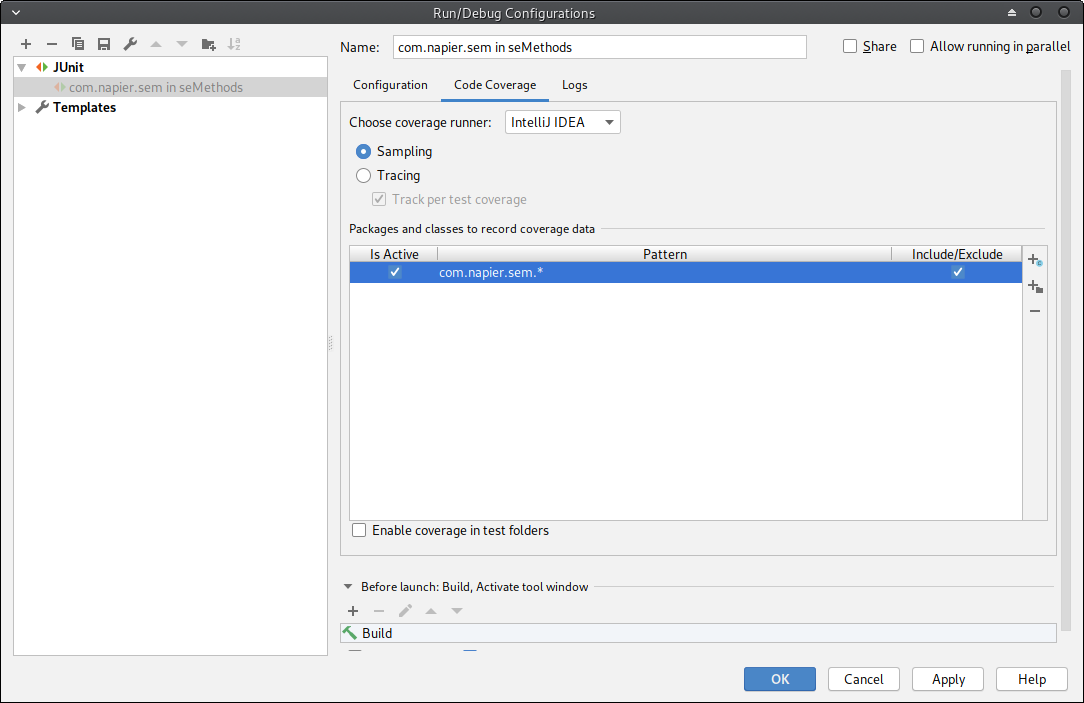 Run/Debug Configurations
JUnit
com.napier.sem in seMethods
Templates
Name: com.napier.sem in seMethods Share Allow running in parallel
Configuration Code Coverage Logs
Choose coverage runner: IntelliJ IDEA
Sampling
Tracing
Track per test coverage
Packages and classes to record coverage data
Is Active Pattern Include/Exclude
com.napier.sem.*
Enable coverage in test folders
Before launch: Build, Activate tool window
Build
OK Cancel Apply Help